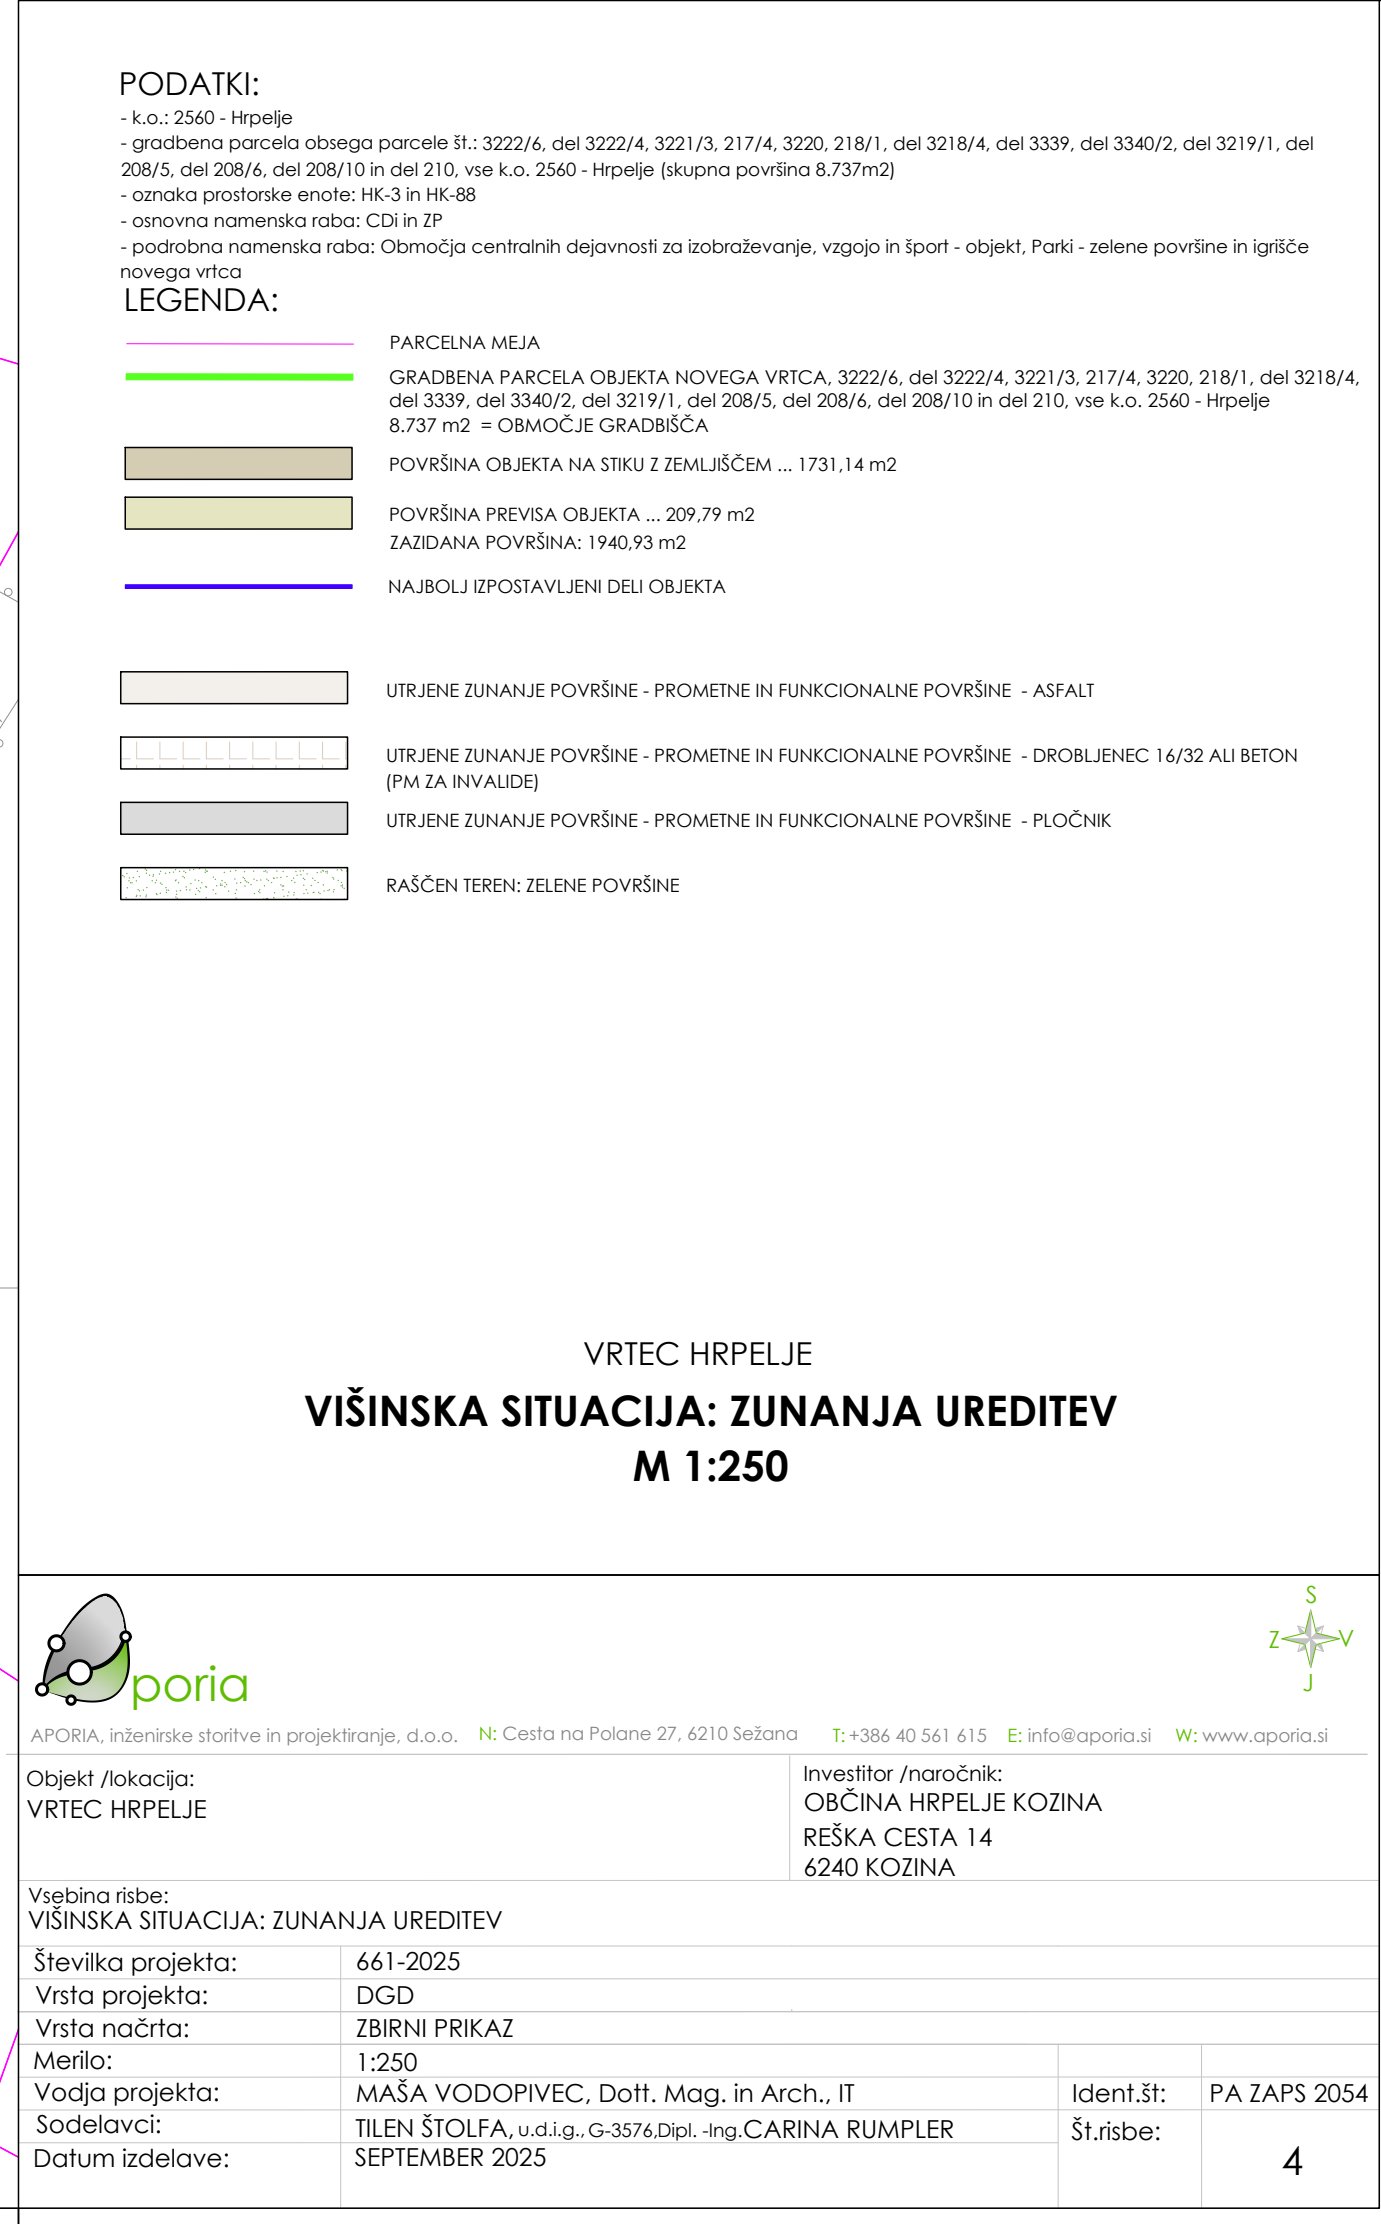 PODATKI:
- k.o.: 2560 - Hrpelje
- gradbena parcela obsega parcele št.: 3222/6, del 3222/4, 3221/3, 217/4, 3220, 218/1, del 3218/4, del 3339, del 3340/2, del 3219/1, del
208/5, del 208/6, del 208/10 in del 210, vse k.o. 2560 - Hrpelje (skupna površina 8.737m2)
- oznaka prostorske enote: HK-3 in HK-88
- osnovna namenska raba: CDi in ZP
- podrobna namenska raba: Območja centralnih dejavnosti za izobraževanje, vzgojo in šport - objekt, Parki - zelene površine in igrišče
novega vrtca
LEGENDA:
PARCELNA MEJA
GRADBENA PARCELA OBJEKTA NOVEGA VRTCA, 3222/6, del 3222/4, 3221/3, 217/4, 3220, 218/1, del 3218/4,
del 3339, del 3340/2, del 3219/1, del 208/5, del 208/6, del 208/10 in del 210, vse k.o. 2560 - Hrpelje
8.737 m2 = OBMOČJE GRADBIŠČA
POVRŠINA OBJEKTA NA STIKU Z ZEMLJIŠČEM ... 1731,14 m2
POVRŠINA PREVISA OBJEKTA ... 209,79 m2
ZAZIDANA POVRŠINA: 1940,93 m2
NAJBOLJ IZPOSTAVLJENI DELI OBJEKTA
UTRJENE ZUNANJE POVRŠINE - PROMETNE IN FUNKCIONALNE POVRŠINE - ASFALT
UTRJENE ZUNANJE POVRŠINE - PROMETNE IN FUNKCIONALNE POVRŠINE - DROBLJENEC 16/32 ALI BETON
(PM ZA INVALIDE)
UTRJENE ZUNANJE POVRŠINE - PROMETNE IN FUNKCIONALNE POVRŠINE - PLOČNIK
RAŠČEN TEREN: ZELENE POVRŠINE
VRTEC HRPELJE
VIŠINSKA SITUACIJA: ZUNANJA UREDITEV
M 1:250
S
Z V
J
poria
APORIA, inženirske storitve in projektiranje, d.o.o. N: Cesta na Polane 27, 6210 Sežana T: +386 40 561 615 E: info@aporia.si W: www.aporia.si
Objekt /lokacija:
VRTEC HRPELJE
Investitor /naročnik:
OBČINA HRPELJE KOZINA
REŠKA CESTA 14
6240 KOZINA
Vsebina risbe:
VIŠINSKA SITUACIJA: ZUNANJA UREDITEV
Številka projekta: 661-2025
Vrsta projekta: DGD
Vrsta načrta: ZBIRNI PRIKAZ
Merilo: 1:250
Vodja projekta: MAŠA VODOPIVEC, Dott. Mag. in Arch., IT Ident.št: PA ZAPS 2054
Sodelavci: TILEN ŠTOLFA, u.d.i.g., G-3576,Dipl. -Ing.CARINA RUMPLER Št.risbe:
Datum izdelave: SEPTEMBER 2025 4